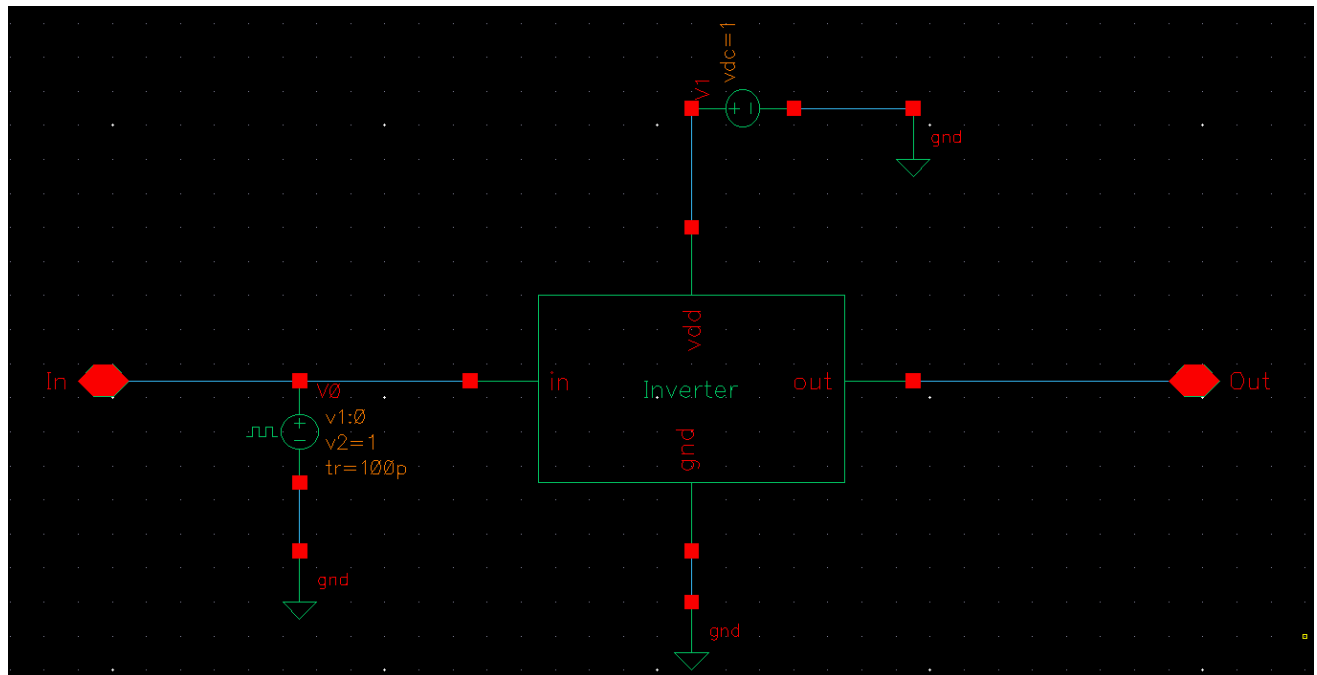 vdc=1
V1
gnd
vdd
In
in
Inverter
out
Out
V0
v1:0
v2=1
tr=100p
gnd
gnd
gnd